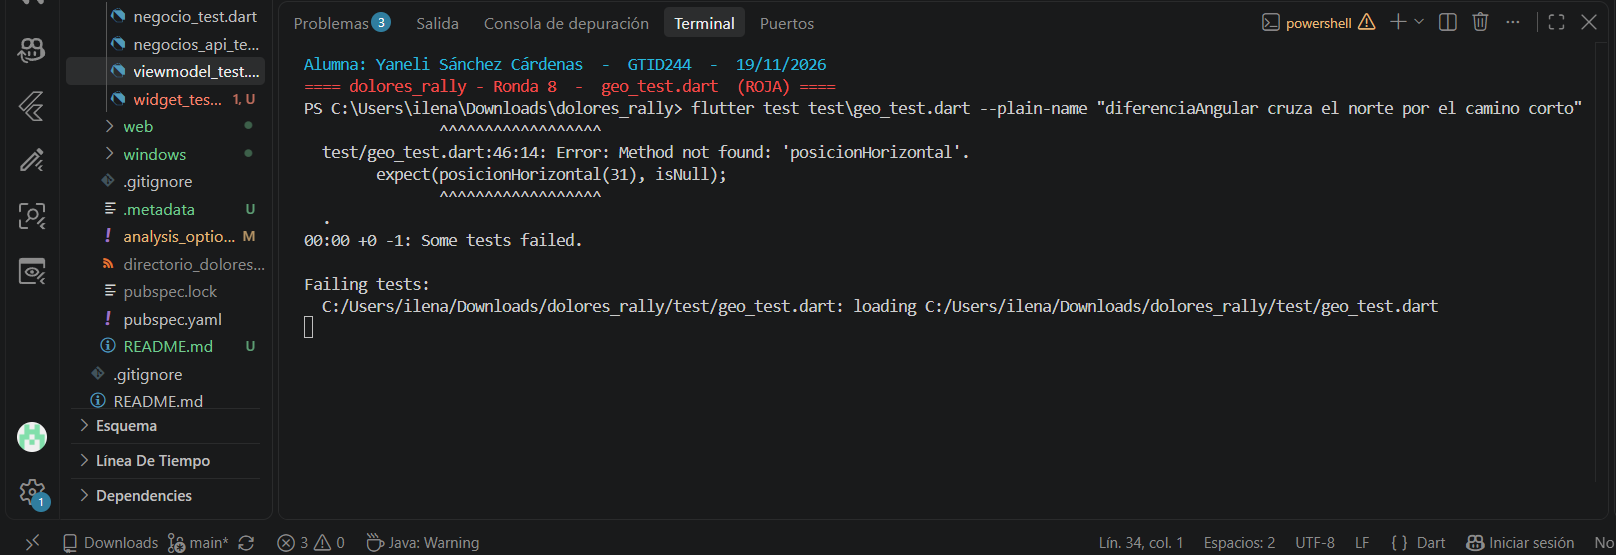 negocio_test.dart
negocios_api_te...
viewmodel_test....
widget_tes... 1, U
web
windows
.gitignore
.metadata U
analysis_optio... M
directorio_dolores...
pubspec.lock
pubspec.yaml
README.md U
.gitignore
README.md
Esquema
Línea De Tiempo
Dependencies
1
Problemas 3 Salida Consola de depuración Terminal Puertos powershell
Alumna: Yaneli Sánchez Cárdenas - GTID244 - 19/11/2026
==== dolores_rally - Ronda 8 - geo_test.dart (ROJA) ====
PS C:\Users\ilena\Downloads\dolores_rally> flutter test test\geo_test.dart --plain-name "diferenciaAngular cruza el norte por el camino corto"
^^^^^^^^^^^^^^^^^^
test/geo_test.dart:46:14: Error: Method not found: 'posicionHorizontal'.
expect(posicionHorizontal(31), isNull);
^^^^^^^^^^^^^^^^^^
.
00:00 +0 -1: Some tests failed.
Failing tests:
C:/Users/ilena/Downloads/dolores_rally/test/geo_test.dart: loading C:/Users/ilena/Downloads/dolores_rally/test/geo_test.dart
Downloads main* 3 0 Java: Warning Lín. 34, col. 1 Espacios: 2 UTF-8 LF { } Dart Iniciar sesión No